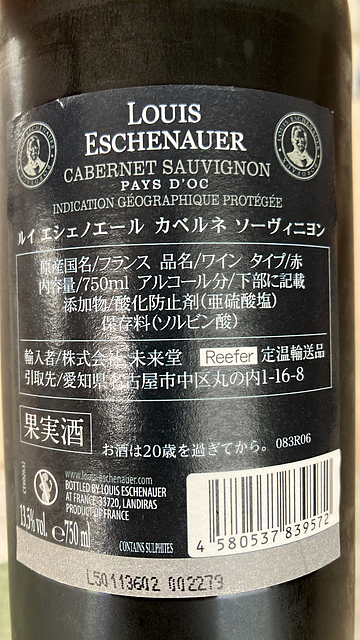 LOUIS
ESCHENAUER
CABERNET SAUVIGNON
PAYS D'OC
INDICATION GÉOGRAPHIQUE PROTÉGÉE
ルイ エシェノエール カベルネ ソーヴィニヨン
原産国名/フランス 品名/ワイン タイプ/赤
内容量/750ml アルコール分/下部に記載
添加物/酸化防止剤(亜硫酸塩)
保存料(ソルビン酸)
輸入者/株式会社 未来堂 Reefer 定温輸送品
引取先/愛知県名古屋市中区丸の内1-16-8
果実酒
お酒は20歳を過ぎてから。 083R06
www.louis-eschenauer.com
BOTTLED BY LOUIS ESCHENAUER
AT FRANCE 33720, LANDIRAS
PRODUCT OF FRANCE
13.5% vol. ℮ 750 ml
CONTAINS SULPHITES
4 580537 839572
L50113602 002279